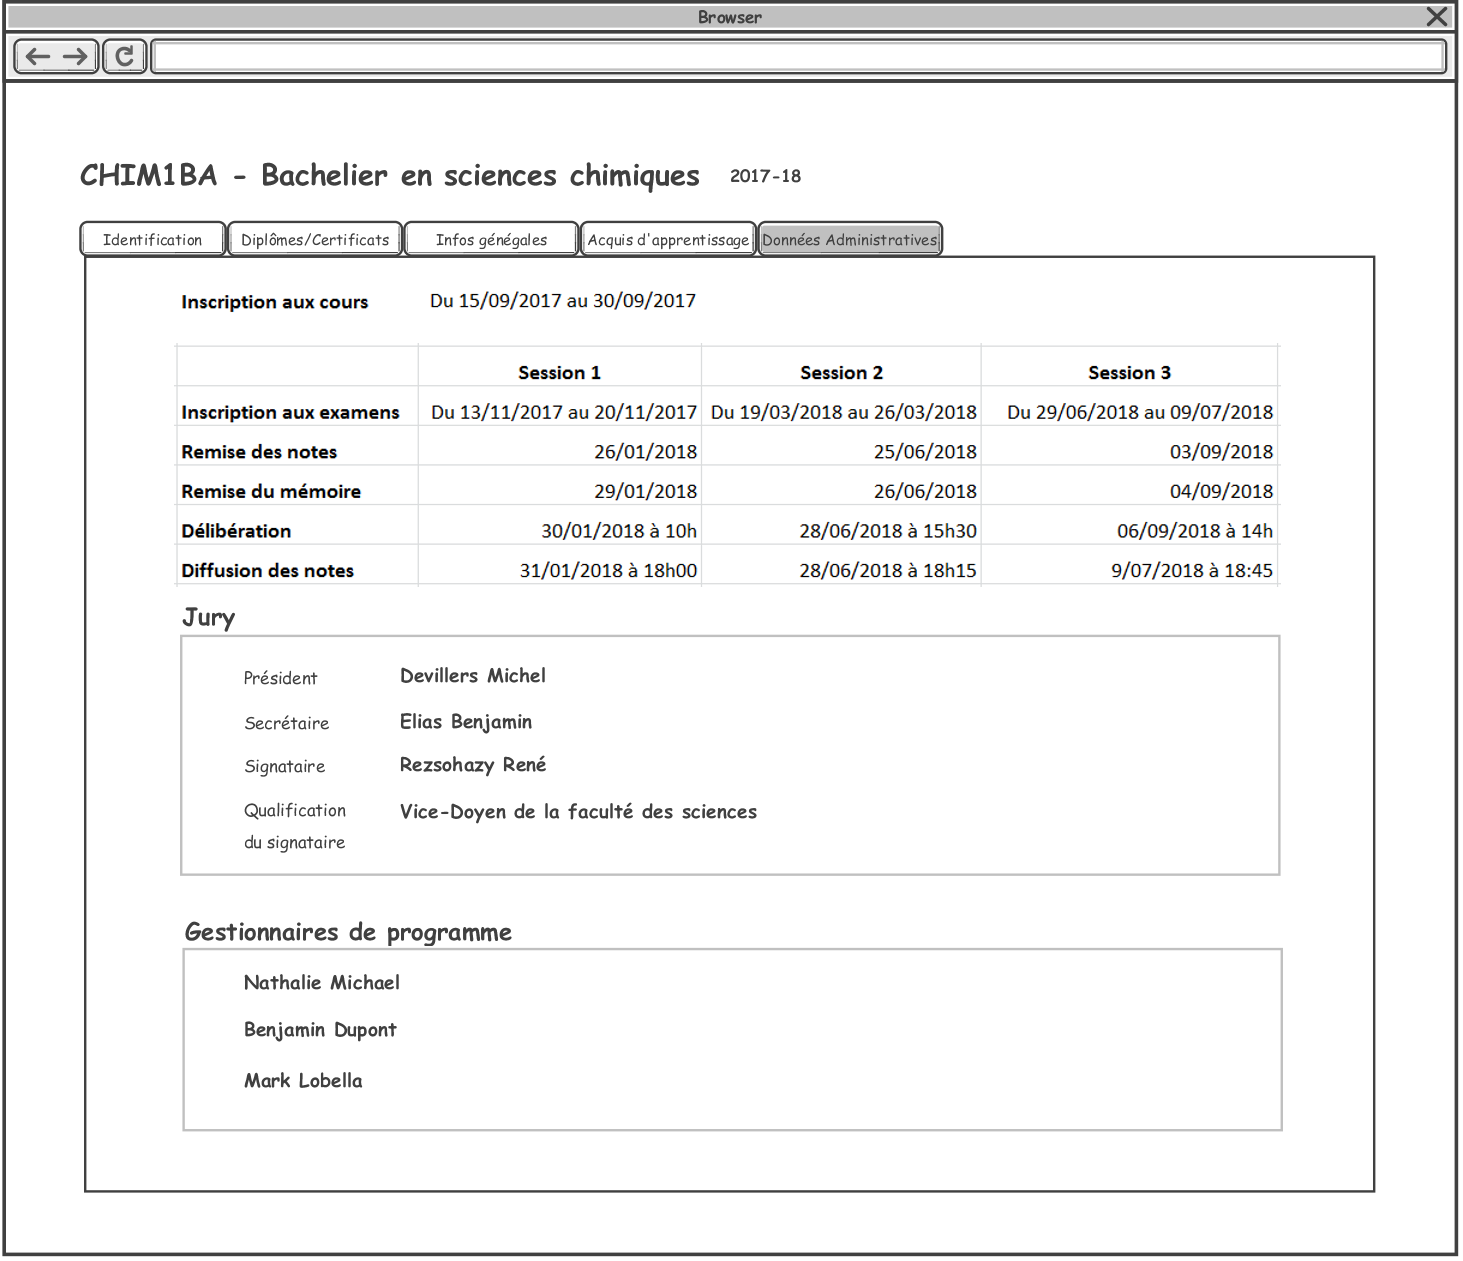 Browser
CHIM1BA - Bachelier en sciences chimiques 2017-18
Identification Diplômes/Certificats Infos génégales Acquis d'apprentissage Données Administratives
Inscription aux cours Du 15/09/2017 au 30/09/2017
Session 1 Session 2 Session 3
Inscription aux examens Du 13/11/2017 au 20/11/2017 Du 19/03/2018 au 26/03/2018 Du 29/06/2018 au 09/07/2018
Remise des notes 26/01/2018 25/06/2018 03/09/2018
Remise du mémoire 29/01/2018 26/06/2018 04/09/2018
Délibération 30/01/2018 à 10h 28/06/2018 à 15h30 06/09/2018 à 14h
Diffusion des notes 31/01/2018 à 18h00 28/06/2018 à 18h15 9/07/2018 à 18:45
Jury
Président Devillers Michel
Secrétaire Elias Benjamin
Signataire Rezsohazy René
Qualification Vice-Doyen de la faculté des sciences
du signataire
Gestionnaires de programme
Nathalie Michael
Benjamin Dupont
Mark Lobella